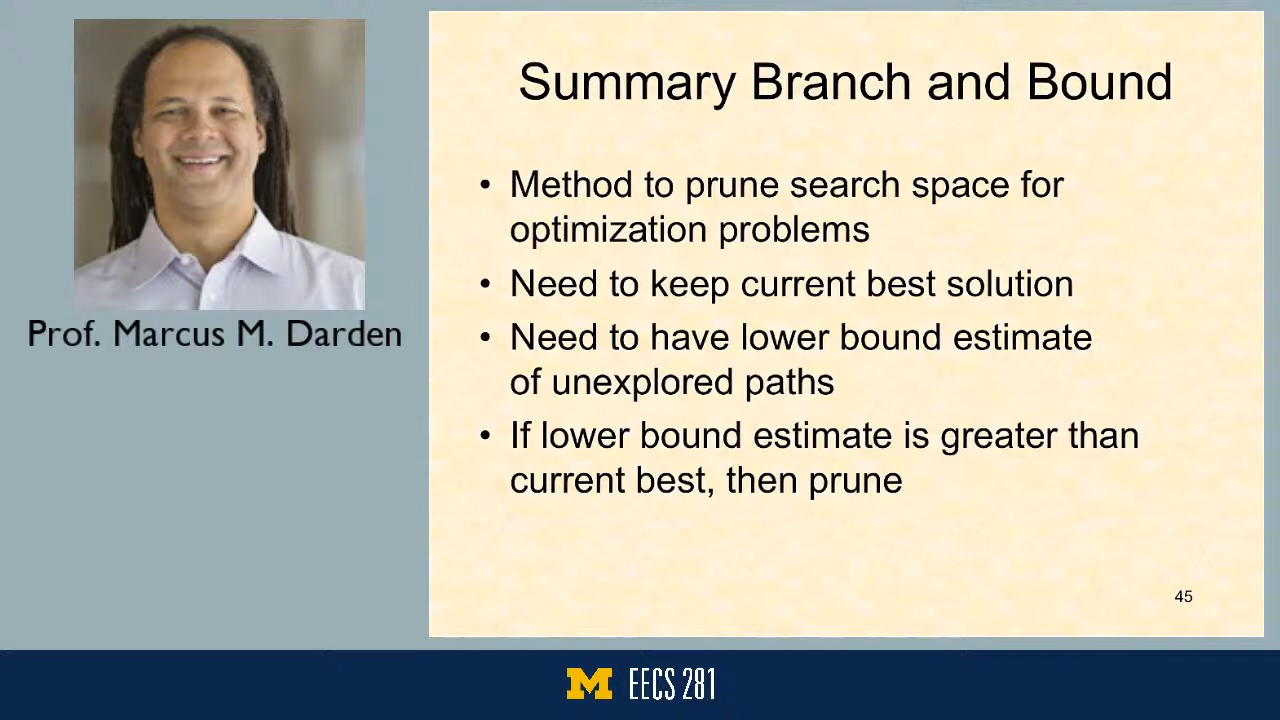 Prof. Marcus M. Darden
Summary Branch and Bound
• Method to prune search space for
optimization problems
• Need to keep current best solution
• Need to have lower bound estimate
of unexplored paths
• If lower bound estimate is greater than
current best, then prune
45
M EECS 281